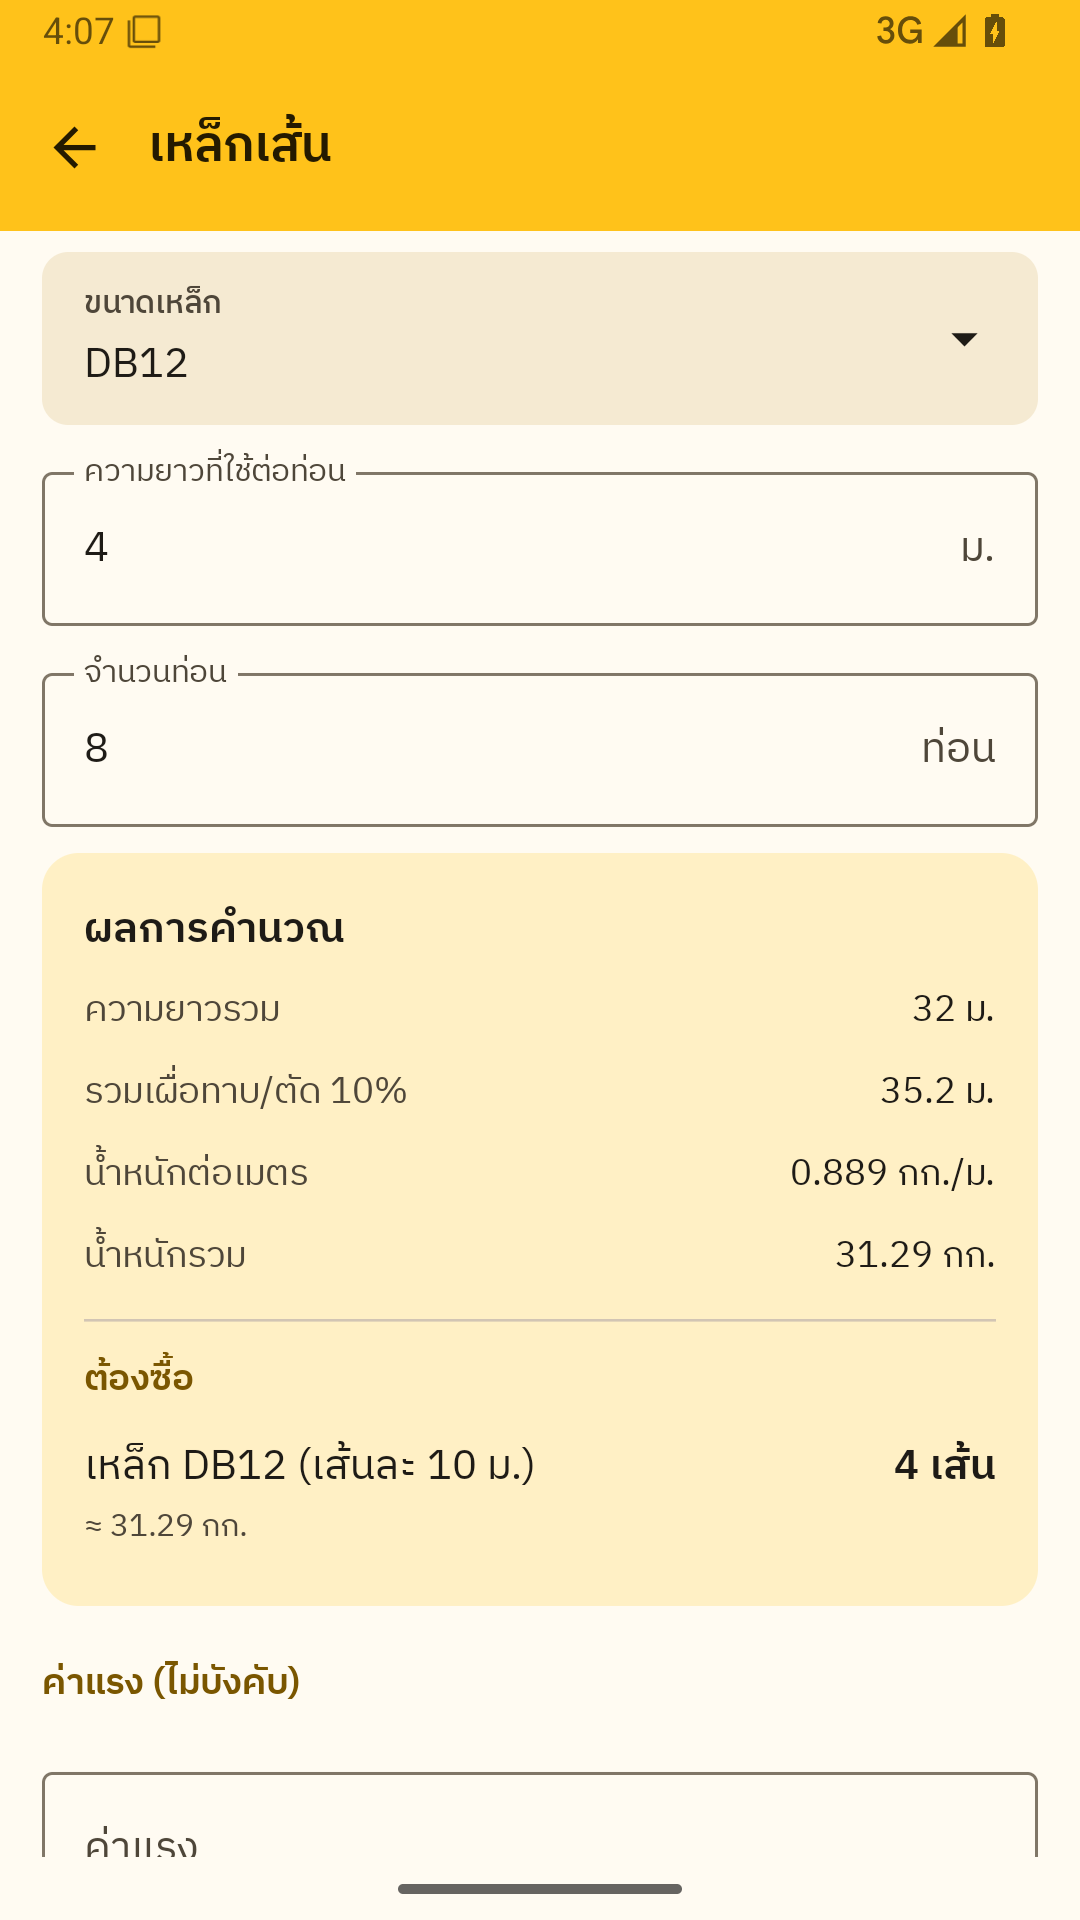 4:07 3G
เหล็กเส้น
ขนาดเหล็ก
DB12
ความยาวที่ใช้ต่อท่อน
4 ม.
จำนวนท่อน
8 ท่อน
ผลการคำนวณ
ความยาวรวม 32 ม.
รวมเผื่อทาบ/ตัด 10% 35.2 ม.
น้ำหนักต่อเมตร 0.889 กก./ม.
น้ำหนักรวม 31.29 กก.
ต้องซื้อ
เหล็ก DB12 (เส้นละ 10 ม.) 4 เส้น
≈ 31.29 กก.
ค่าแรง (ไม่บังคับ)
ค่าแรง